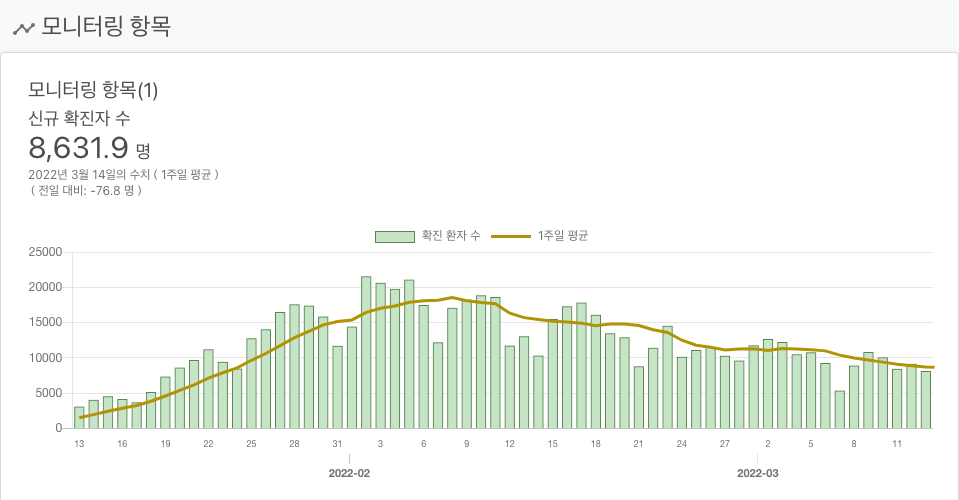 모니터링 항목
모니터링 항목(1)
신규 확진자 수
8,631.9 명
2022년 3월 14일의 수치 ( 1주일 평균 )
( 전일 대비: -76.8 명 )
확진 환자 수 1주일 평균
25000
20000
15000
10000
5000
0
13 16 19 22 25 28 31 3 6 9 12 15 18 21 24 27 2 5 8 11
2022-02 2022-03